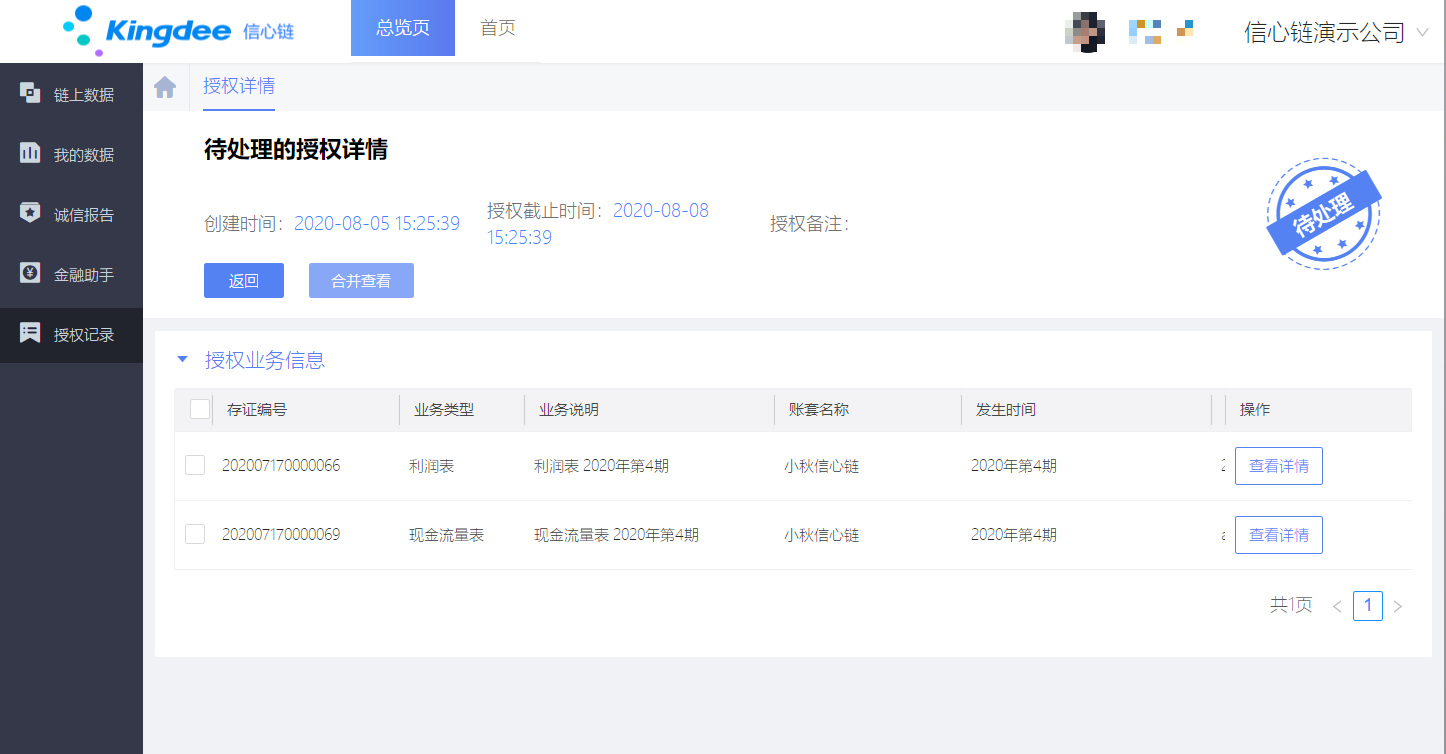 Kingdee 信心链
总览页
首页
信心链演示公司
链上数据
我的数据
诚信报告
金融助手
授权记录
授权详情
待处理的授权详情
创建时间: 2020-08-05 15:25:39
授权截止时间: 2020-08-08
15:25:39
授权备注:
待处理
返回
合并查看
授权业务信息
存证编号 业务类型 业务说明 账套名称 发生时间 操作
202007170000066 利润表 利润表 2020年第4期 小秋信心链 2020年第4期 查看详情
202007170000069 现金流量表 现金流量表 2020年第4期 小秋信心链 2020年第4期 查看详情
共1页 < 1 >